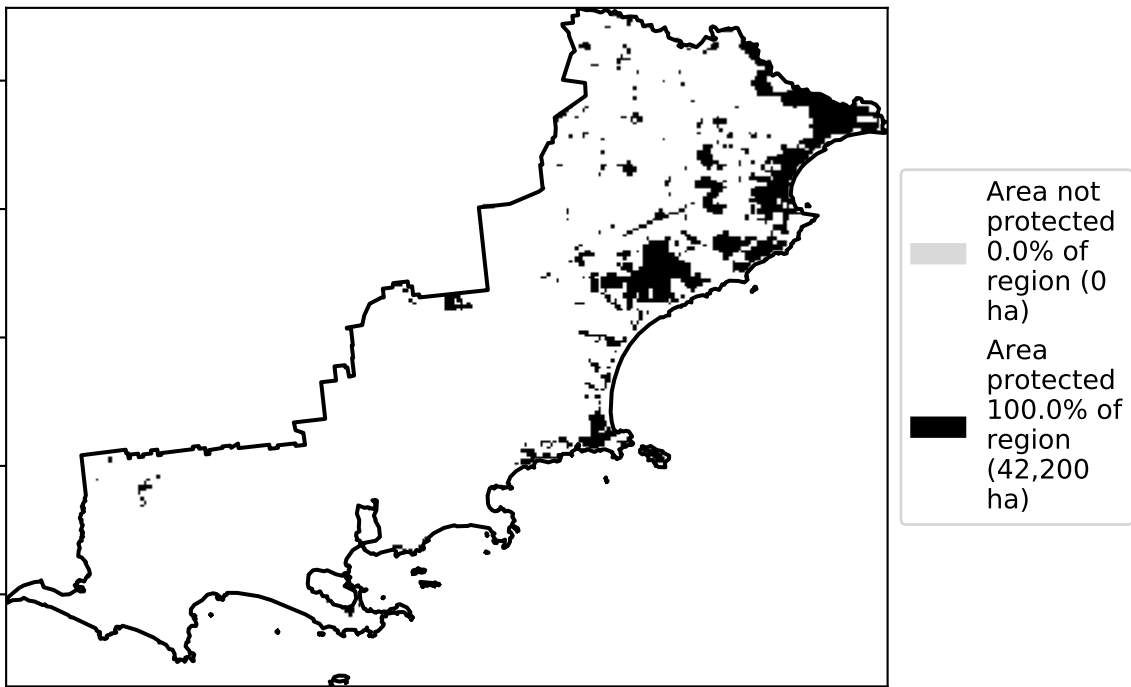 Area not
protected
0.0% of
region (0
ha)
Area
protected
100.0% of
region
(42,200
ha)